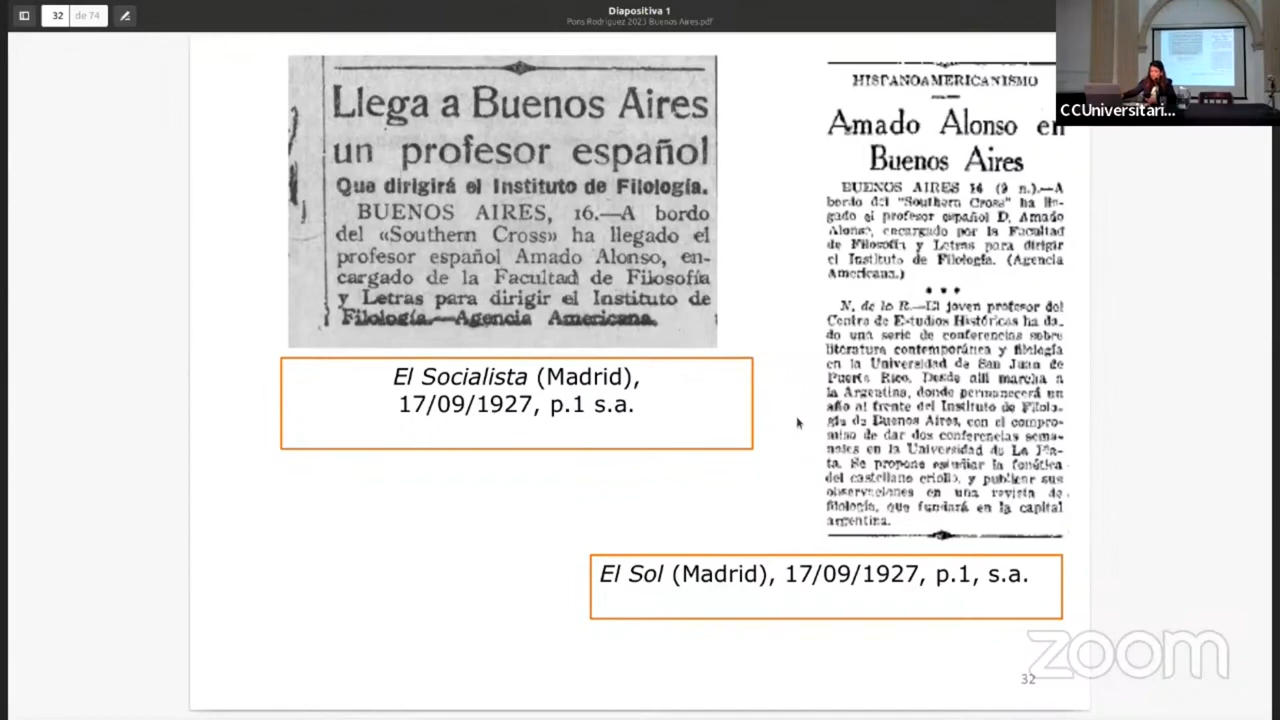 32 de 74
Diapositiva 1
Pons Rodríguez 2023 Buenos Aires.pdf
CCUniversitari...
Llega a Buenos Aires
un profesor español
Que dirigirá el Instituto de Filología.
BUENOS AIRES, 16.—A bordo
del «Southern Cross» ha llegado el
profesor español Amado Alonso, en-
cargado de la Facultad de Filosofía
y Letras para dirigir el Instituto de
Filología.—Agencia Americana.
El Socialista (Madrid),
17/09/1927, p.1 s.a.
HISPANOAMERICANISMO
Amado Alonso en
Buenos Aires
BUENOS AIRES 14 (9 n.).—A
bordo del "Southern Cross" ha lle-
gado el profesor español D. Amado
Alonso, encargado por la Facultad
de Filosofía y Letras para dirigir
el Instituto de Filología. (Agencia
Americana.)
N. de la R.—El joven profesor del
Centro de Estudios Históricos ha da-
do una serie de conferencias sobre
literatura contemporánea y filología
en la Universidad de San Juan de
Puerto Rico. Desde allí marcha a
la Argentina, donde permanecerá un
año al frente del Instituto de Filolo-
gía de Buenos Aires, con el compro-
miso de dar dos conferencias sema-
nales en la Universidad de La Pla-
ta. Se propone estudiar la fonética
del castellano criollo, y publicar sus
observaciones en una revista de
filología, que fundará en la capital
argentina.
El Sol (Madrid), 17/09/1927, p.1, s.a.
zoom
32